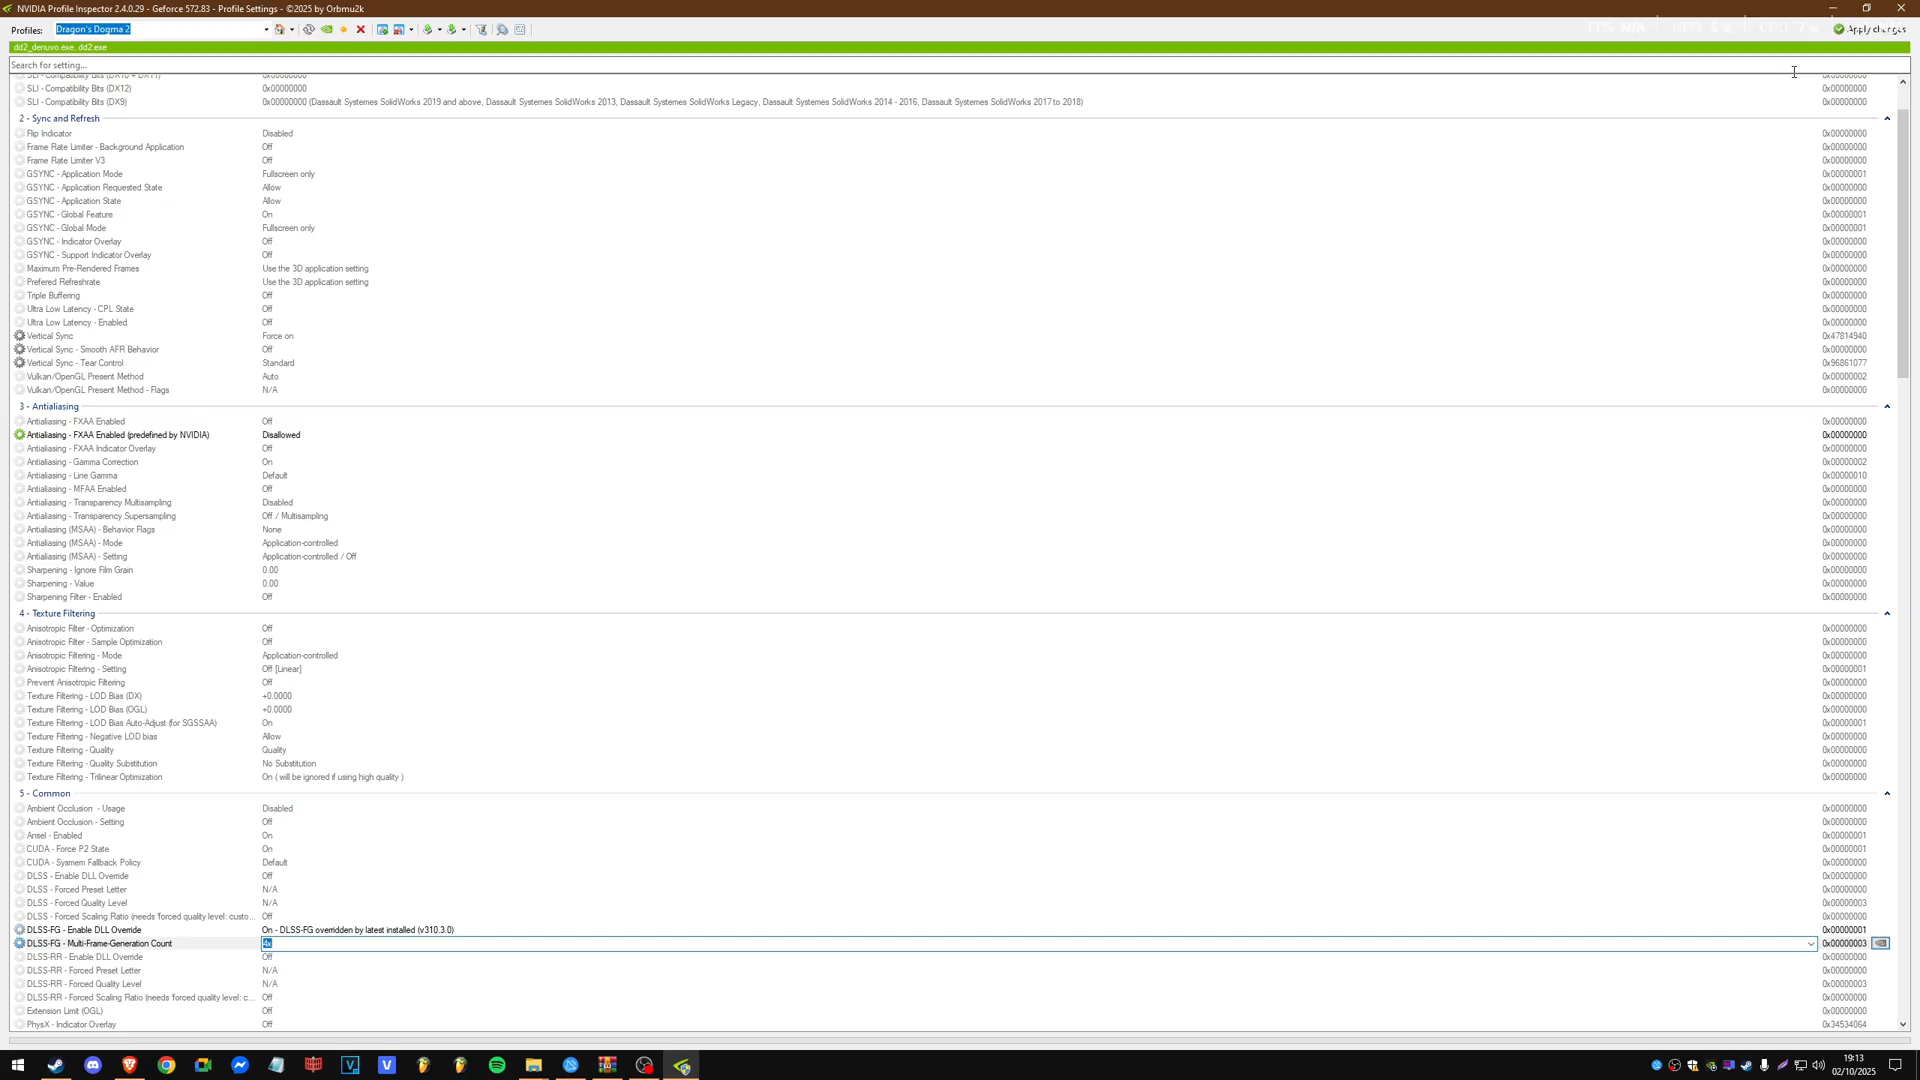 NVIDIA Profile Inspector 2.4.0.29 - Geforce 572.83 - Profile Settings - ©2025 by Orbmu2k
Profiles: Dragon's Dogma 2 Apply changes
dd2_denuvo.exe, dd2.exe
Search for setting...
SLI - Compatibility Bits (DX10 + DX11) 0x00000000 0x00000000
SLI - Compatibility Bits (DX12) 0x00000000 0x00000000
SLI - Compatibility Bits (DX9) 0x00000000 (Dassault Systemes SolidWorks 2019 and above, Dassault Systemes SolidWorks 2013, Dassault Systemes SolidWorks Legacy, Dassault Systemes SolidWorks 2014 - 2016, Dassault Systemes SolidWorks 2017 to 2018) 0x00000000
2 - Sync and Refresh
Flip Indicator Disabled 0x00000000
Frame Rate Limiter - Background Application Off 0x00000000
Frame Rate Limiter V3 Off 0x00000000
GSYNC - Application Mode Fullscreen only 0x00000001
GSYNC - Application Requested State Allow 0x00000000
GSYNC - Application State Allow 0x00000000
GSYNC - Global Feature On 0x00000001
GSYNC - Global Mode Fullscreen only 0x00000001
GSYNC - Indicator Overlay Off 0x00000000
GSYNC - Support Indicator Overlay Off 0x00000000
Maximum Pre-Rendered Frames Use the 3D application setting 0x00000000
Prefered Refreshrate Use the 3D application setting 0x00000000
Triple Buffering Off 0x00000000
Ultra Low Latency - CPL State Off 0x00000000
Ultra Low Latency - Enabled Off 0x00000000
Vertical Sync Force on 0x47814940
Vertical Sync - Smooth AFR Behavior Off 0x00000000
Vertical Sync - Tear Control Standard 0x96861077
Vulkan/OpenGL Present Method Auto 0x00000002
Vulkan/OpenGL Present Method - Flags N/A 0x00000000
3 - Antialiasing
Antialiasing - FXAA Enabled Off 0x00000000
Antialiasing - FXAA Enabled (predefined by NVIDIA) Disallowed 0x00000000
Antialiasing - FXAA Indicator Overlay Off 0x00000000
Antialiasing - Gamma Correction On 0x00000002
Antialiasing - Line Gamma Default 0x00000010
Antialiasing - MFAA Enabled Off 0x00000000
Antialiasing - Transparency Multisampling Disabled 0x00000000
Antialiasing - Transparency Supersampling Off / Multisampling 0x00000000
Antialiasing (MSAA) - Behavior Flags None 0x00000000
Antialiasing (MSAA) - Mode Application-controlled 0x00000000
Antialiasing (MSAA) - Setting Application-controlled / Off 0x00000000
Sharpening - Ignore Film Grain 0.00 0x00000000
Sharpening - Value 0.00 0x00000000
Sharpening Filter - Enabled Off 0x00000000
4 - Texture Filtering
Anisotropic Filter - Optimization Off 0x00000000
Anisotropic Filter - Sample Optimization Off 0x00000000
Anisotropic Filtering - Mode Application-controlled 0x00000000
Anisotropic Filtering - Setting Off [Linear] 0x00000001
Prevent Anisotropic Filtering Off 0x00000000
Texture Filtering - LOD Bias (DX) +0.0000 0x00000000
Texture Filtering - LOD Bias (OGL) +0.0000 0x00000000
Texture Filtering - LOD Bias Auto-Adjust (for SGSSAA) On 0x00000001
Texture Filtering - Negative LOD bias Allow 0x00000000
Texture Filtering - Quality Quality 0x00000000
Texture Filtering - Quality Substitution No Substitution 0x00000000
Texture Filtering - Trilinear Optimization On ( will be ignored if using high quality ) 0x00000000
5 - Common
Ambient Occlusion - Usage Disabled 0x00000000
Ambient Occlusion - Setting Off 0x00000000
Ansel - Enabled On 0x00000001
CUDA - Force P2 State On 0x00000001
CUDA - Sysmem Fallback Policy Default 0x00000000
DLSS - Enable DLL Override Off 0x00000000
DLSS - Forced Preset Letter N/A 0x00000000
DLSS - Forced Quality Level N/A 0x00000003
DLSS - Forced Scaling Ratio (needs 'forced quality level: custo... Off 0x00000000
DLSS-FG - Enable DLL Override On - DLSS-FG overridden by latest installed (v310.3.0) 0x00000001
DLSS-FG - Multi-Frame-Generation Count 4x 0x00000003
DLSS-RR - Enable DLL Override Off 0x00000000
DLSS-RR - Forced Preset Letter N/A 0x00000000
DLSS-RR - Forced Quality Level N/A 0x00000003
DLSS-RR - Forced Scaling Ratio (needs 'forced quality level: c... Off 0x00000000
Extension Limit (OGL) Off 0x00000000
PhysX - Indicator Overlay Off 0x34534064
19:13
02/10/2025